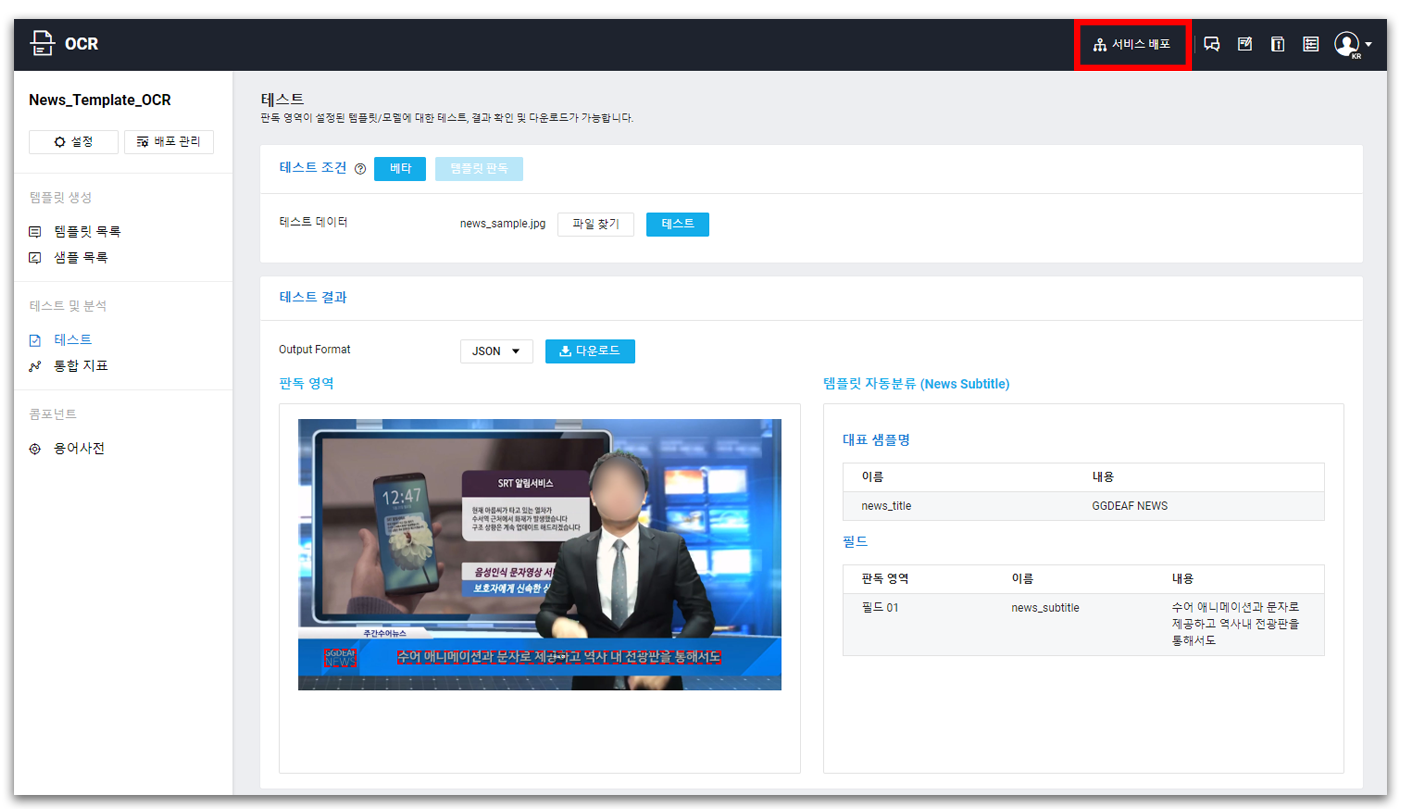 OCR
서비스 배포
KR
News_Template_OCR
설정
배포 관리
템플릿 생성
템플릿 목록
샘플 목록
테스트 및 분석
테스트
통합 지표
콤포넌트
용어사전
테스트
판독 영역이 설정된 템플릿/모델에 대한 테스트, 결과 확인 및 다운로드가 가능합니다.
테스트 조건
베타
템플릿 판독
테스트 데이터
news_sample.jpg
파일 찾기
테스트
테스트 결과
Output Format
JSON
다운로드
판독 영역
12:47
SRT 알림서비스
현재 아름씨가 타고 있는 열차가
수서역 근처에서 화재가 발생했습니다
구조 상황은 계속 업데이트 해드리겠습니다
음성인식 문자영상 서
보호자에게 신속한 상
주간수어뉴스
GGDEAF
NEWS
수어 애니메이션과 문자로 제공하고 역사 내 전광판을 통해서도
템플릿 자동분류 (News Subtitle)
대표 샘플명
이름 내용
news_title GGDEAF NEWS
필드
판독 영역 이름 내용
필드 01 news_subtitle 수어 애니메이션과 문자로
제공하고 역사내 전광판을
통해서도